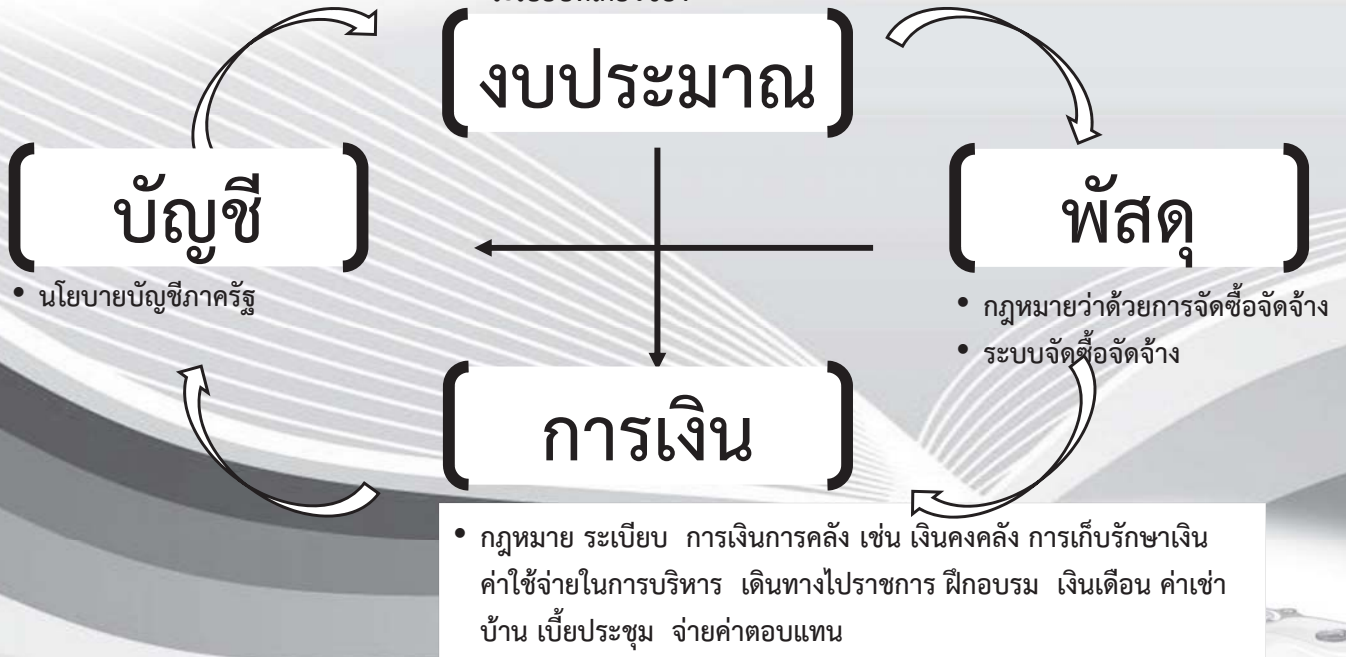 งบประมาณ
บัญชี
• นโยบายบัญชีภาครัฐ
พัสดุ
• กฎหมายว่าด้วยการจัดซื้อจัดจ้าง
• ระบบจัดซื้อจัดจ้าง
การเงิน
• กฎหมาย ระเบียบ การเงินการคลัง เช่น เงินคงคลัง การเก็บรักษาเงิน
ค่าใช้จ่ายในการบริหาร เดินทางไปราชการ ฝึกอบรม เงินเดือน ค่าเช่า
บ้าน เบี้ยประชุม จ่ายค่าตอบแทน